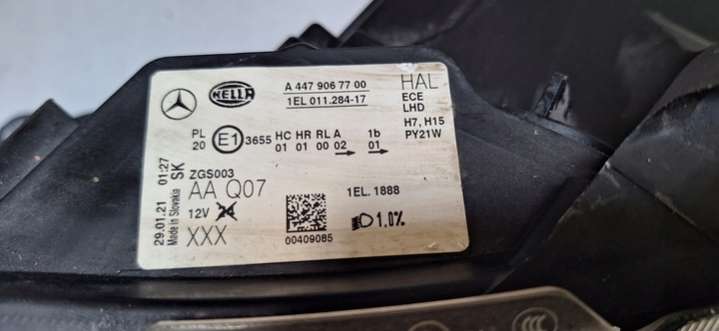 HELLA
A 447 906 77 00
1EL 011.284-17
HAL
ECE
LHD
H7, H15
PY21W
PL
20
E1
3655
HC HR RL A 1b
01 01 00 02 01
ZGS003
AA Q07
12V 24
XXX
29.01.21 01:27
Made in Slovakia SK
00409085
1EL.1888
1.0%
CCC